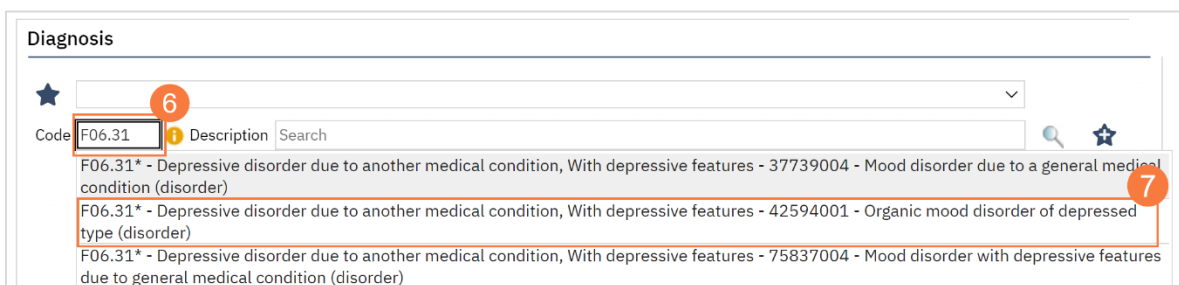 Diagnosis
6
Code F06.31 i Description Search
F06.31* - Depressive disorder due to another medical condition, With depressive features - 37739004 - Mood disorder due to a general medical
condition (disorder)
7
F06.31* - Depressive disorder due to another medical condition, With depressive features - 42594001 - Organic mood disorder of depressed
type (disorder)
F06.31* - Depressive disorder due to another medical condition, With depressive features - 75837004 - Mood disorder with depressive features
due to general medical condition (disorder)